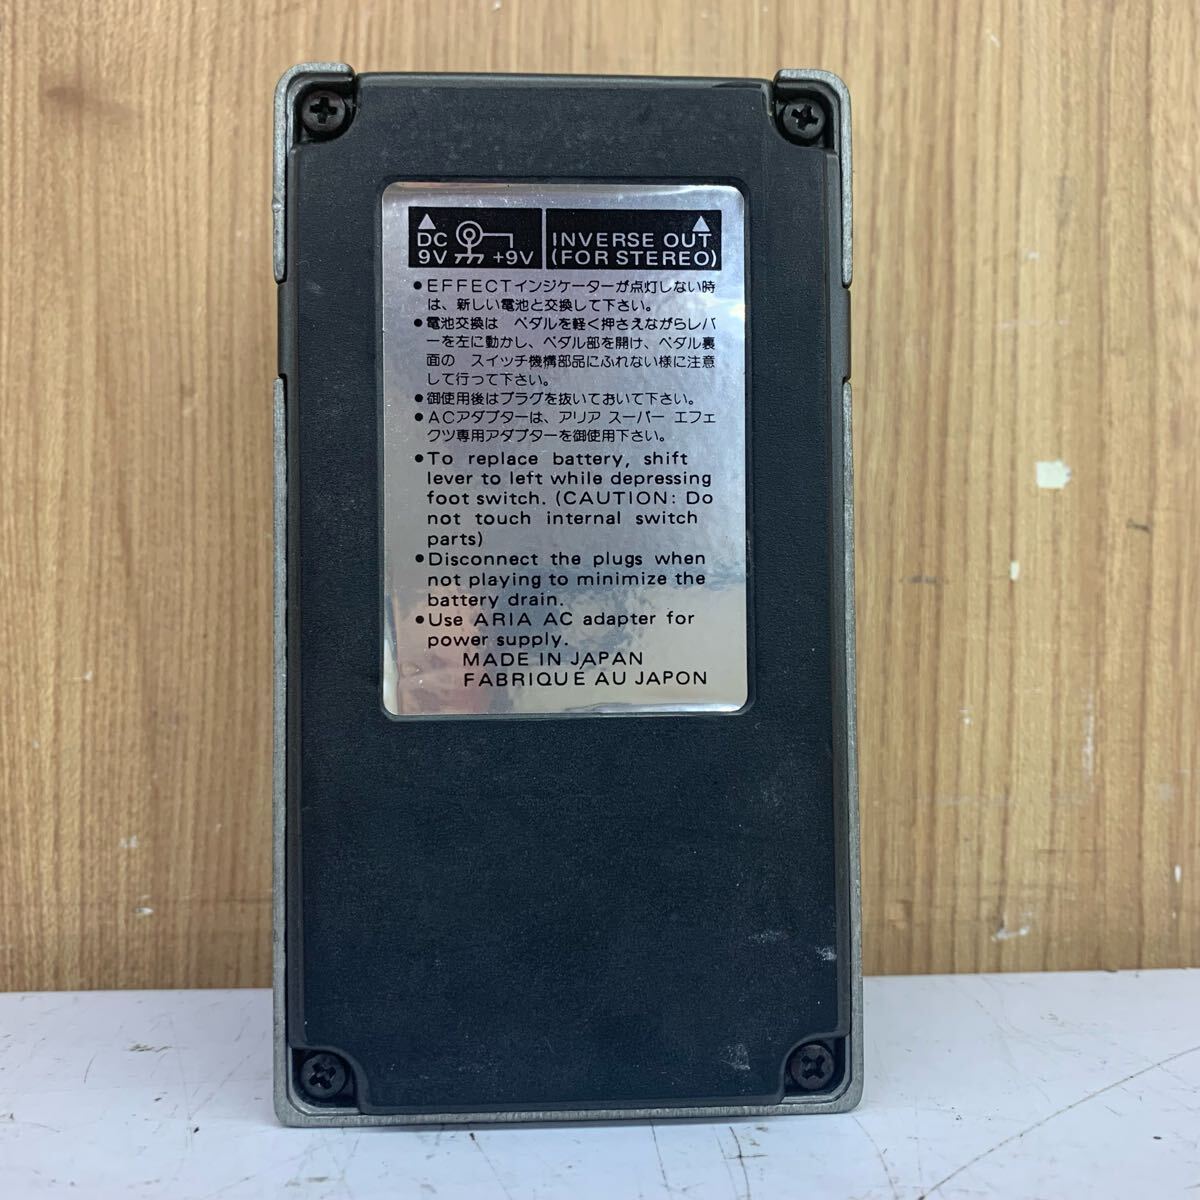 DC
9V +9V
INVERSE OUT
(FOR STEREO)
●EFFECTインジケーターが点灯しない時
は、新しい電池と交換して下さい。
●電池交換は ペダルを軽く押さえながらレバ
ーを左に動かし、ペダル部を開け、ペダル裏
面の スイッチ機構部品にふれない様に注意
して行って下さい。
●御使用後はプラグを抜いておいて下さい。
●ACアダプターは、アリア スーパー エフェ
クツ専用アダプターを御使用下さい。
●To replace battery, shift
lever to left while depressing
foot switch. (CAUTION: Do
not touch internal switch
parts)
●Disconnect the plugs when
not playing to minimize the
battery drain.
●Use ARIA AC adapter for
power supply.
MADE IN JAPAN
FABRIQUÉ AU JAPON